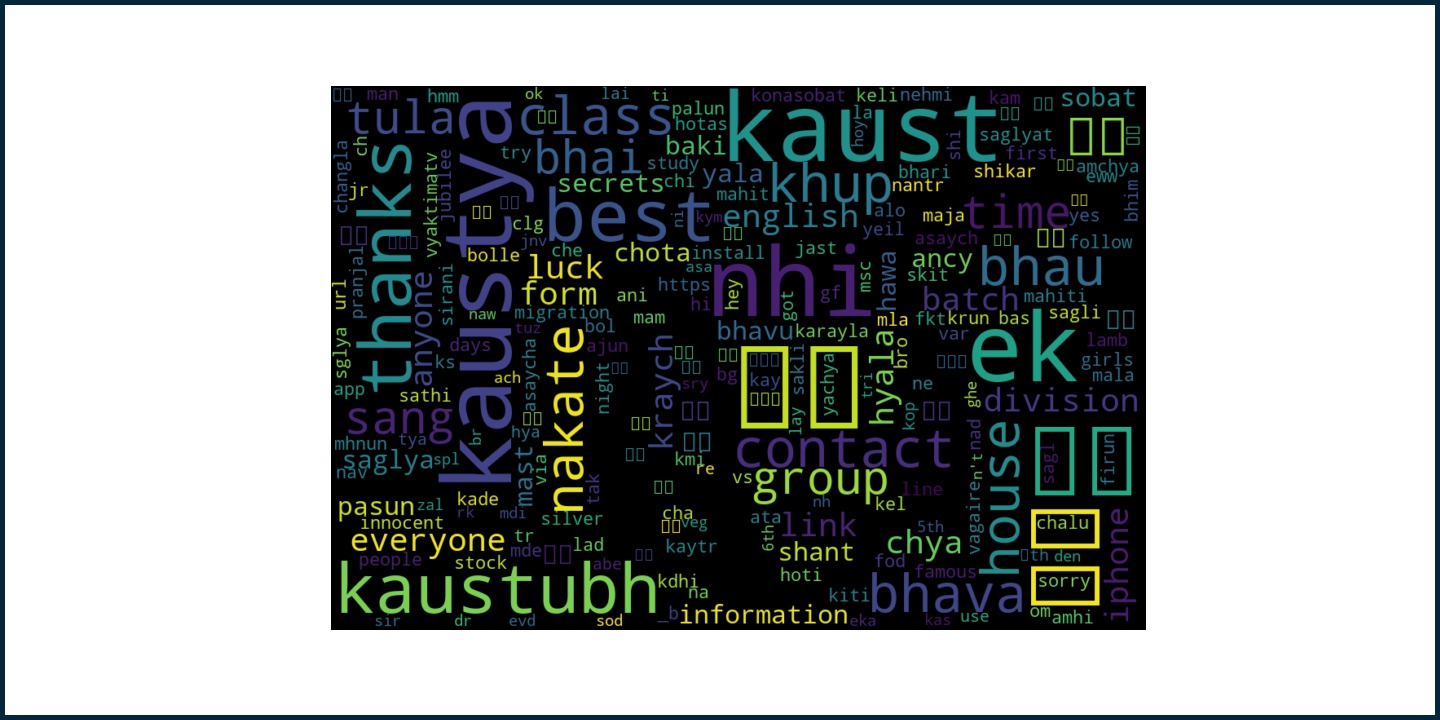 man
hmm
ok
lai
ti
konasobat
keli
nehmi
kam
sobat
tula
class
palun
hotas
kaust
hoyla
shi
saglyat
first
ch
thanks
kaustya
try
bhai
study
baki
yala
khup
bhari
nantr
shikar
amchya
eww
changla
jr
vyaktimatv
jubilee
secrets
chi
mahit
best
ni
kym
english
alo
yeil
maja
time
yes
bhim
clg
jnv
che
bolle
chota
install
jast
asaych
follow
luck
asa
nhi
msc
hawa
ancy
skit
bhau
pranjal
url
anyone
sirani
form
ani
https
hi
hey
got
gf
batch
mahiti
naw
migration
tuz
bol
mam
bhavu
karayla
mla
fkt
krun
bas
sagli
sglya
days
ks
ach
asaycha
nakate
ajun
kraych
sry
bg
kay
lay
sakli
yachya
tri
hyala
bro
var
ek
lamb
girls
mala
app
sathi
night
ne
kop
ghe
division
sang
mhnun
tya
br
hya
contact
nad
n't
house
sagl
firun
nav
saglya
spl
mast
via
tak
kmj
re
vs
group
kel
line
vagaire
pasun
zal
kade
rk
mdi
silver
cha
veg
ata
nh
link
5th
chalu
innocent
everyone
tr
mde
lad
kaytr
6th
shant
chya
th
den
iphone
people
stock
abe
hoti
fod
famous
sorry
kaustubh
kdhi
na
kiti
bhava
om
amhi
sir
dr
evd
sod
_b
information
eka
kas
use